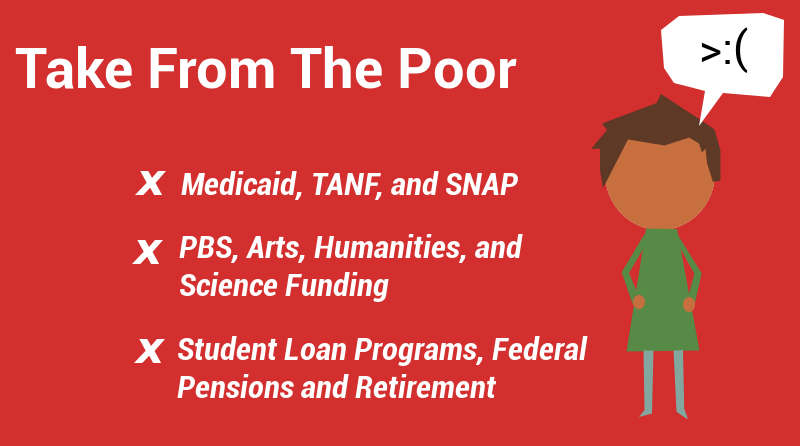 >:(
Take From The Poor
x Medicaid, TANF, and SNAP
x PBS, Arts, Humanities, and
Science Funding
x Student Loan Programs, Federal
Pensions and Retirement